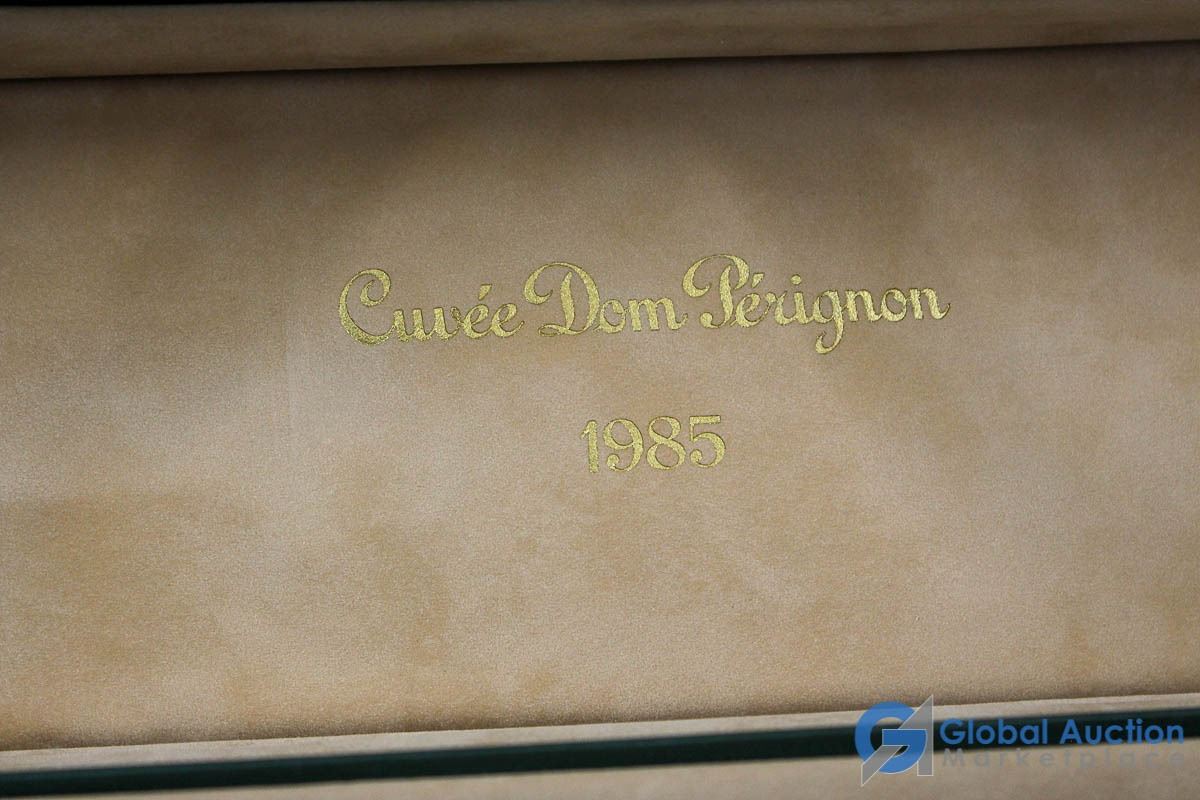 Cuvée Dom Pérignon
1985
Global Auction
Marketplace